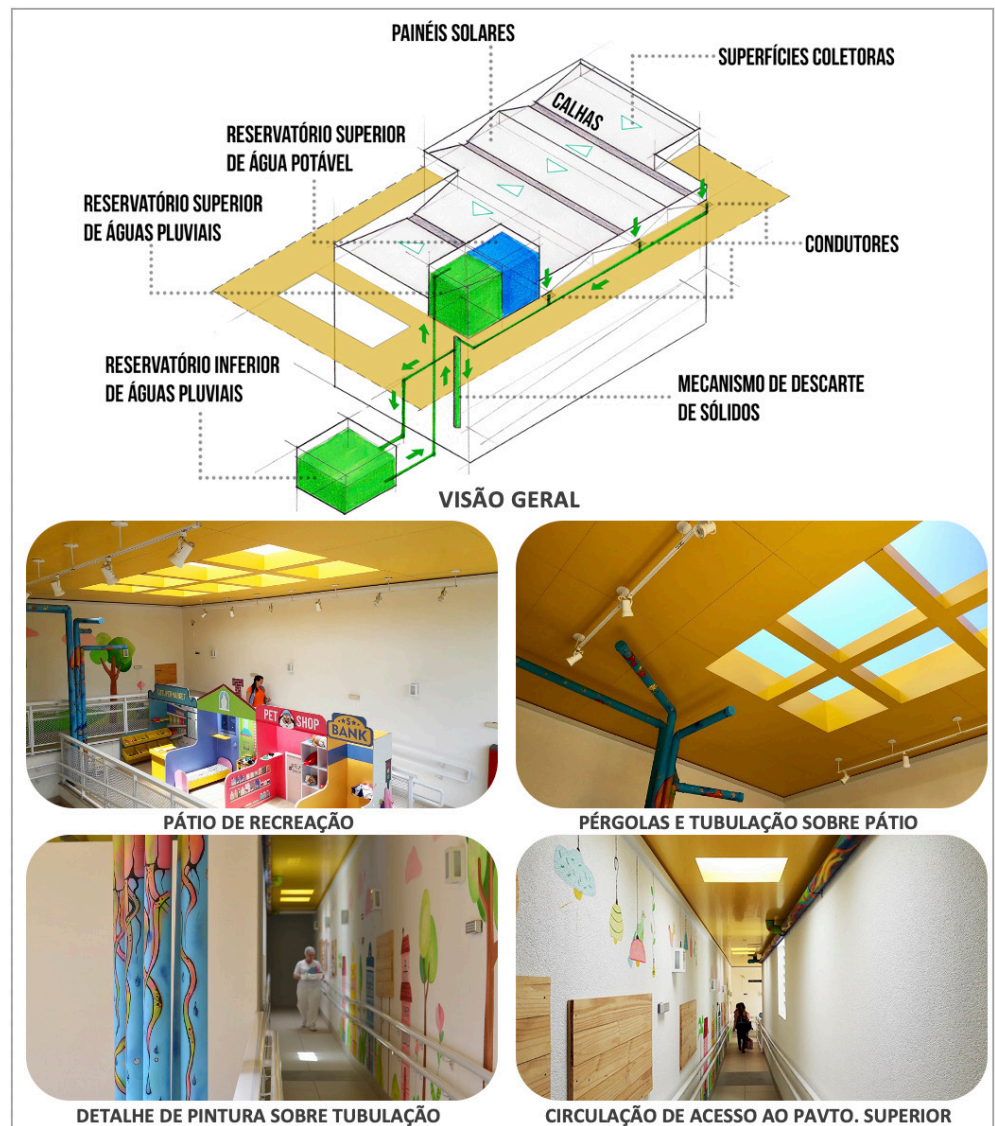 PAINÉIS SOLARES
SUPERFÍCIES COLETORAS
CALHAS
RESERVATÓRIO SUPERIOR
DE ÁGUA POTÁVEL
RESERVATÓRIO SUPERIOR
DE ÁGUAS PLUVIAIS
CONDUTORES
RESERVATÓRIO INFERIOR
DE ÁGUAS PLUVIAIS
MECANISMO DE DESCARTE
DE SÓLIDOS
VISÃO GERAL
PET SHOP
BANK
PÁTIO DE RECREAÇÃO
PÉRGOLAS E TUBULAÇÃO SOBRE PÁTIO
DETALHE DE PINTURA SOBRE TUBULAÇÃO
CIRCULAÇÃO DE ACESSO AO PAVTO. SUPERIOR